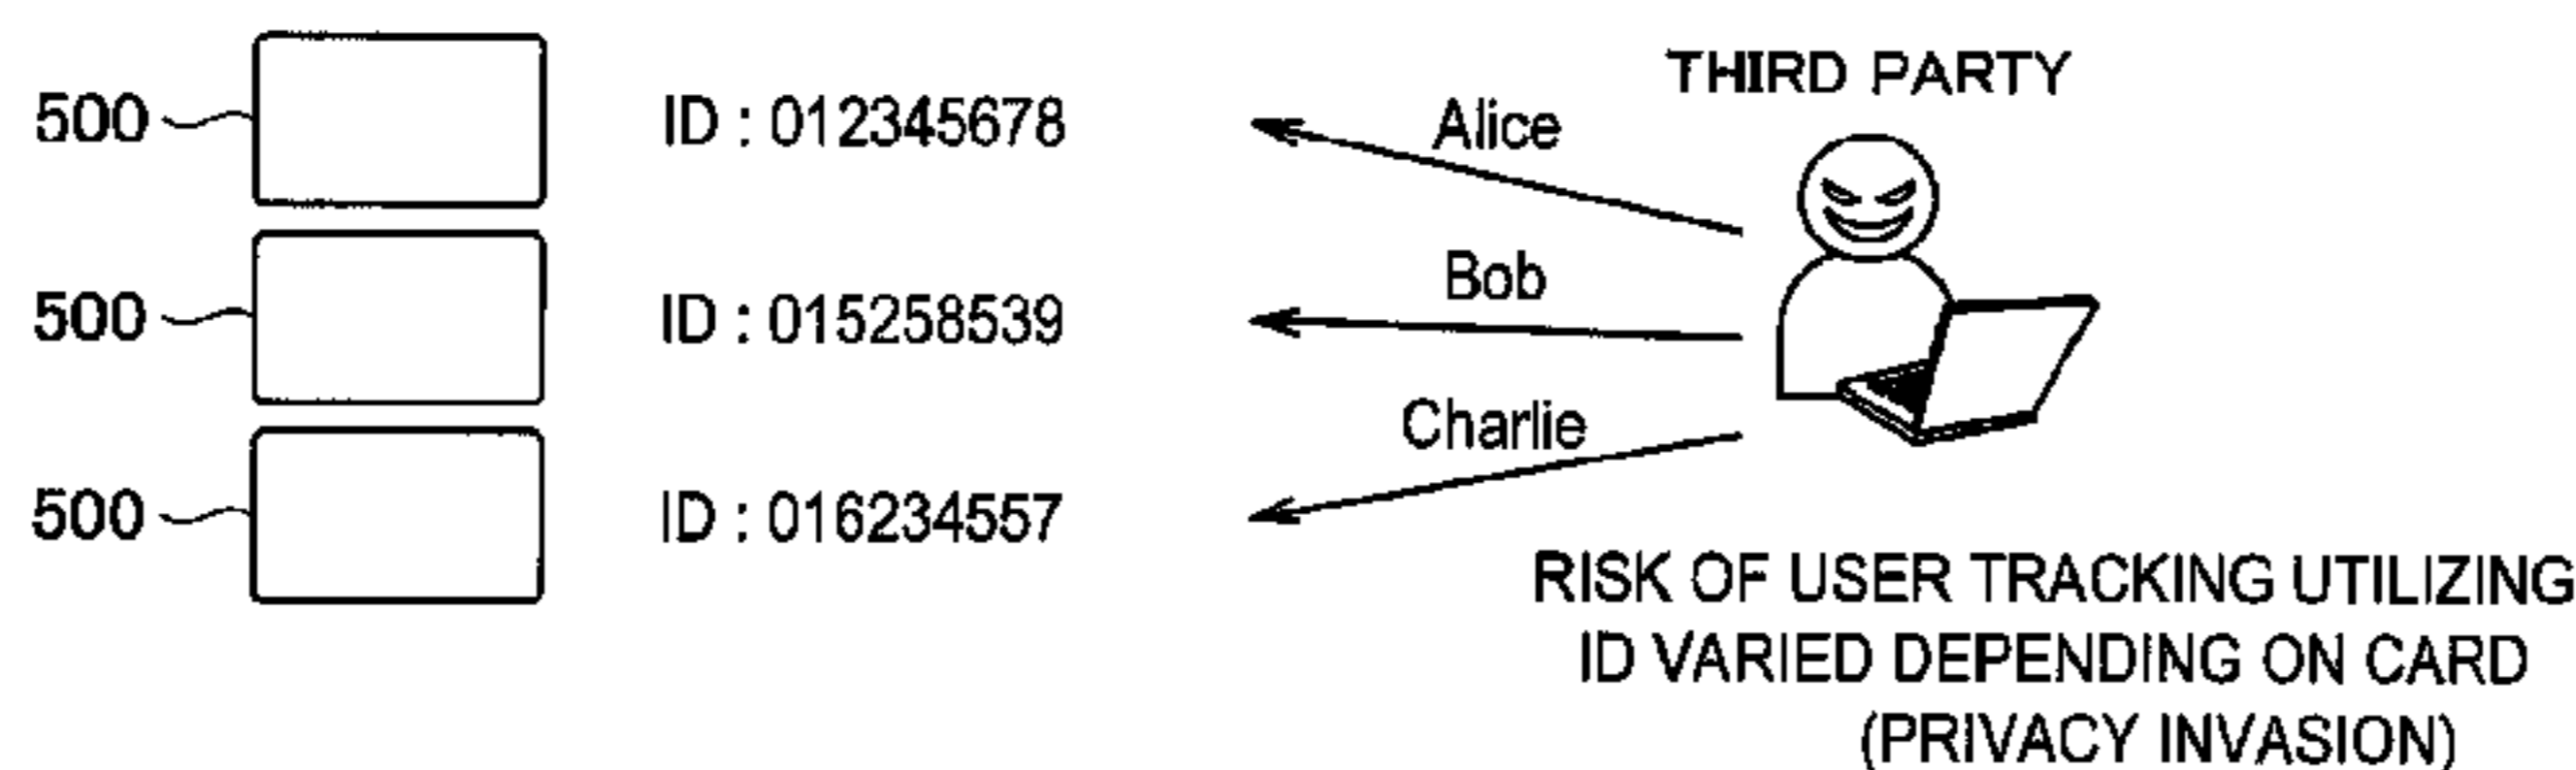 THIRD PARTY
500 ID : 012345678 Alice
500 ID : 015258539 Bob
500 ID : 016234557 Charlie
RISK OF USER TRACKING UTILIZING
ID VARIED DEPENDING ON CARD
(PRIVACY INVASION)